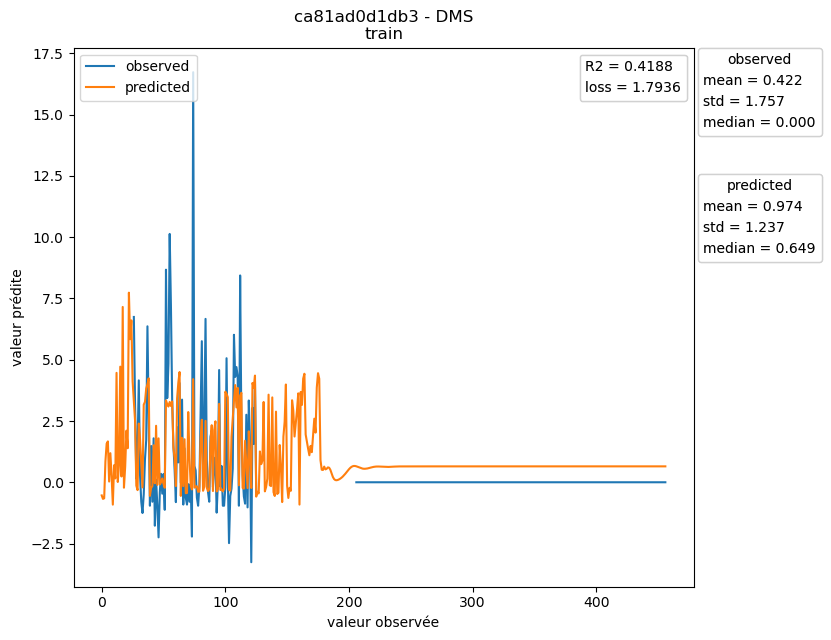 ca81ad0d1db3 - DMS
train
observed
predicted
R2 = 0.4188
loss = 1.7936
observed
mean = 0.422
std = 1.757
median = 0.000
predicted
mean = 0.974
std = 1.237
median = 0.649
valeur prédite
17.5
15.0
12.5
10.0
7.5
5.0
2.5
0.0
−2.5
0
100
200
300
400
valeur observée